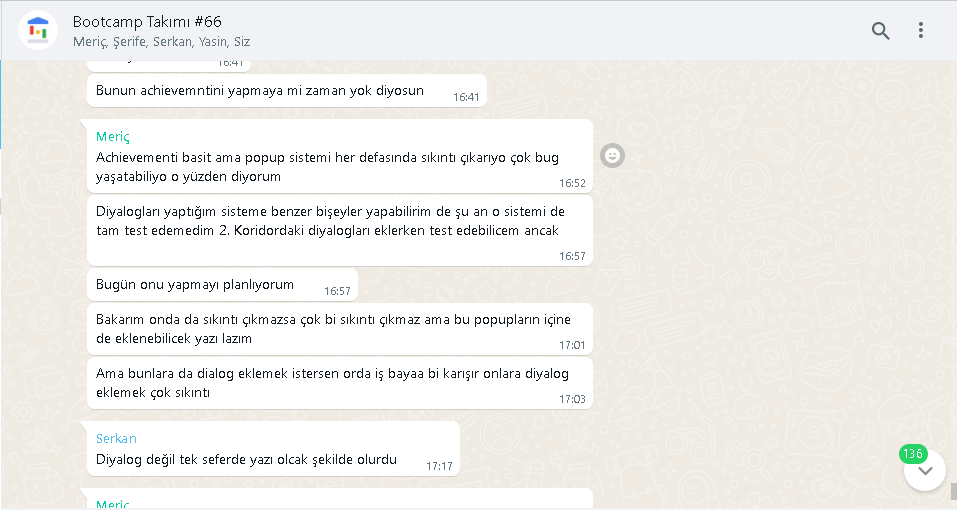 Bootcamp Takımı #66
Meriç, Şerife, Serkan, Yasin, Siz
16:41
Bunun achievemntini yapmaya mi zaman yok diyosun
16:41
Meriç
Achievementi basit ama popup sistemi her defasında sıkıntı çıkarıyo çok bug
yaşatabiliyo o yüzden diyorum
16:52
Diyalogları yaptığım sisteme benzer bişeyler yapabilirim de şu an o sistemi de
tam test edemedim 2. Koridordaki diyalogları eklerken test edebilicem ancak
16:57
Bugün onu yapmayı planlıyorum
16:57
Bakarım onda da sıkıntı çıkmazsa çok bi sıkıntı çıkmaz ama bu popupların içine
de eklenebilicek yazı lazım
17:01
Ama bunlara da dialog eklemek istersen orda iş bayaa bi karışır onlara diyalog
eklemek çok sıkıntı
17:03
Serkan
Diyalog değil tek seferde yazı olcak şekilde olurdu
17:17
136
Meriç